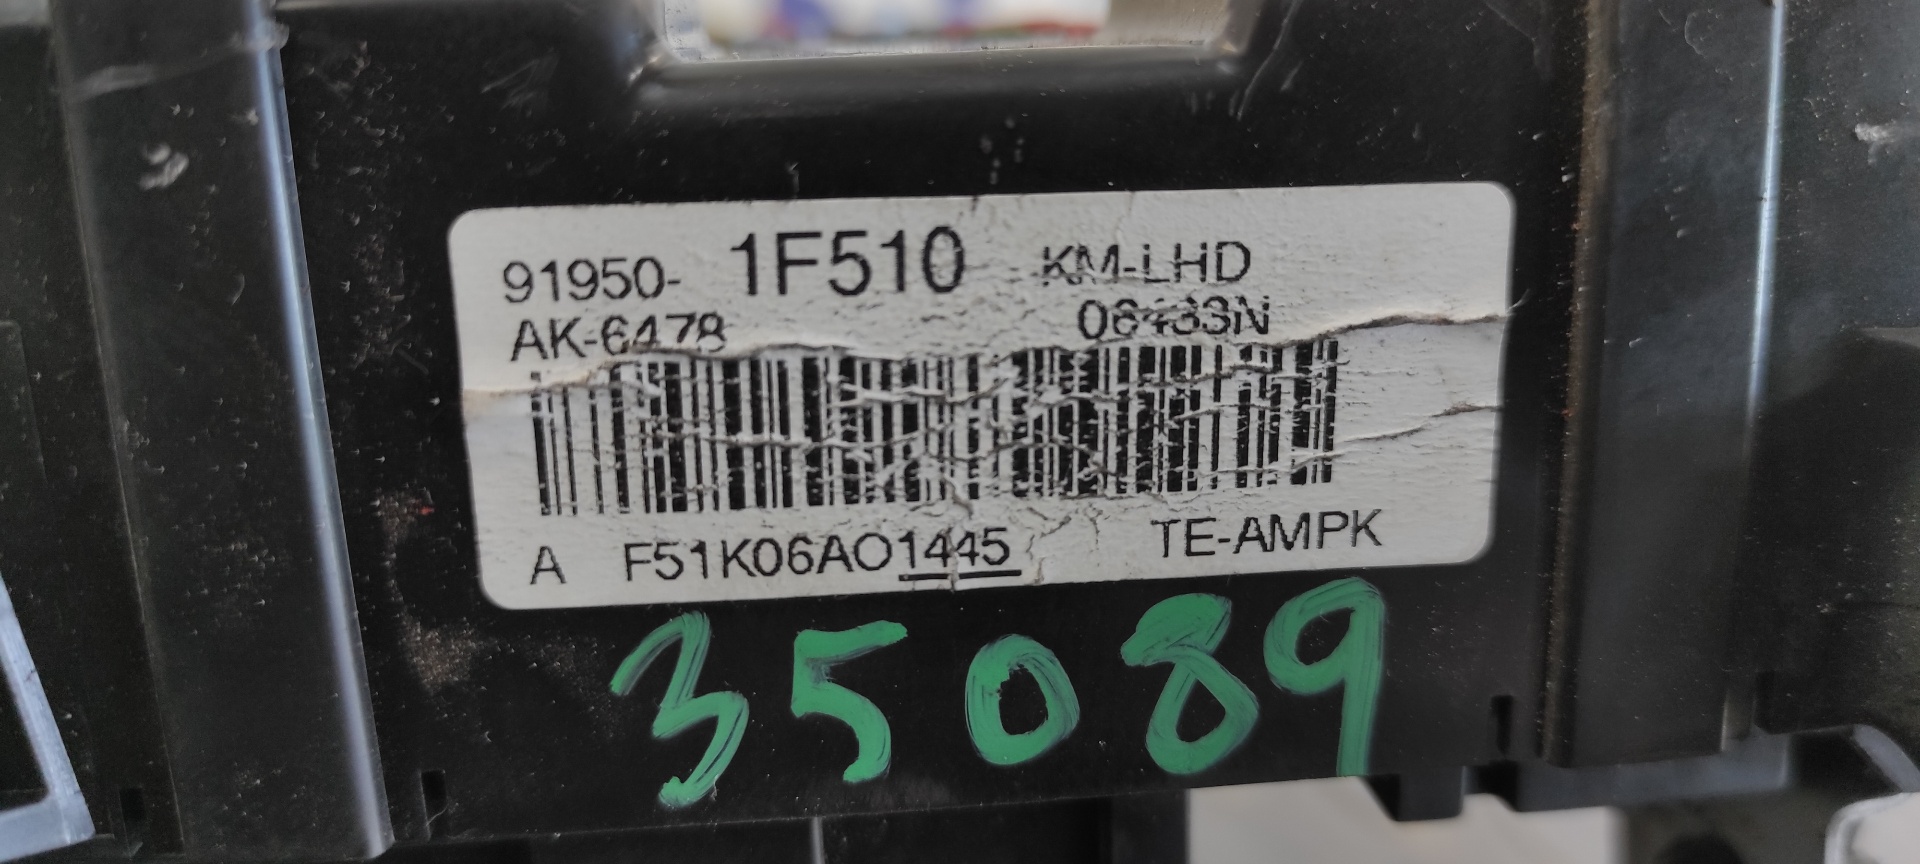 91950- 1F510 KM-LHD
AK-6478 06433N
A F51K06AO1445 TE-AMPK
35089